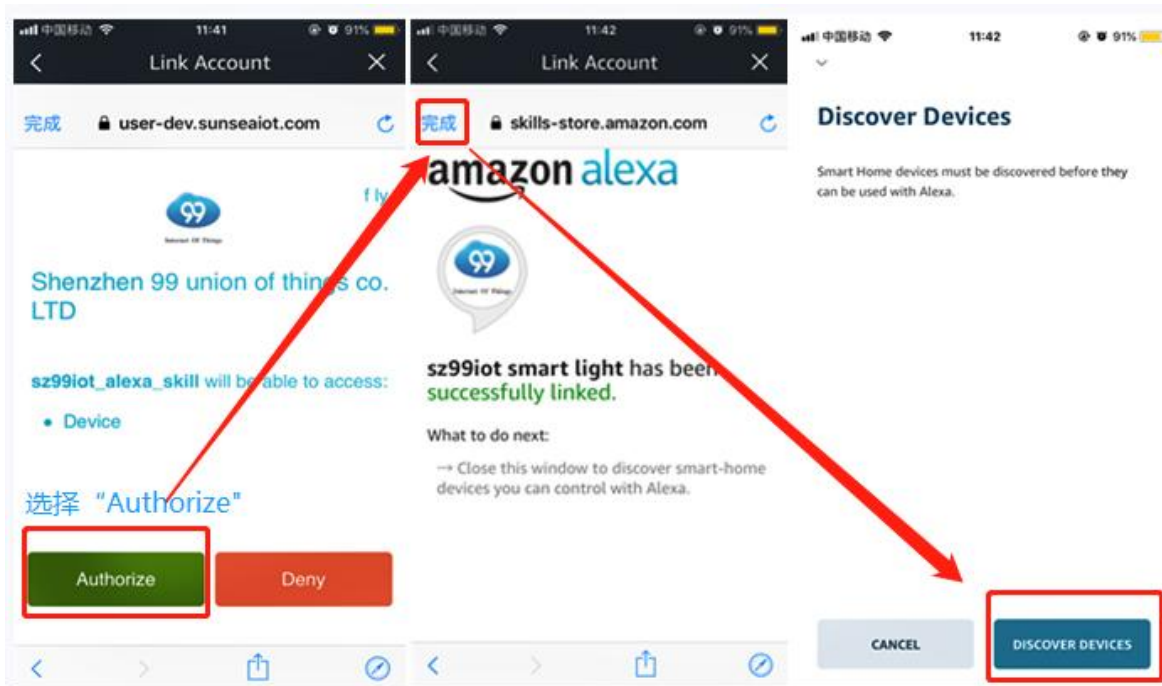 中国移动 11:41 91%
Link Account
完成 user-dev.sunseaiot.com
f ly
99
Internet Of Things
Shenzhen 99 union of things co.
LTD
sz99iot_alexa_skill will be able to access:
• Device
选择 “Authorize"
Authorize Deny
中国移动 11:42 91%
Link Account
完成 skills-store.amazon.com
amazon alexa
99
Internet Of Things
sz99iot smart light has been
successfully linked.
What to do next:
→ Close this window to discover smart-home
devices you can control with Alexa.
中国移动 11:42 91%
Discover Devices
Smart Home devices must be discovered before they
can be used with Alexa.
CANCEL DISCOVER DEVICES